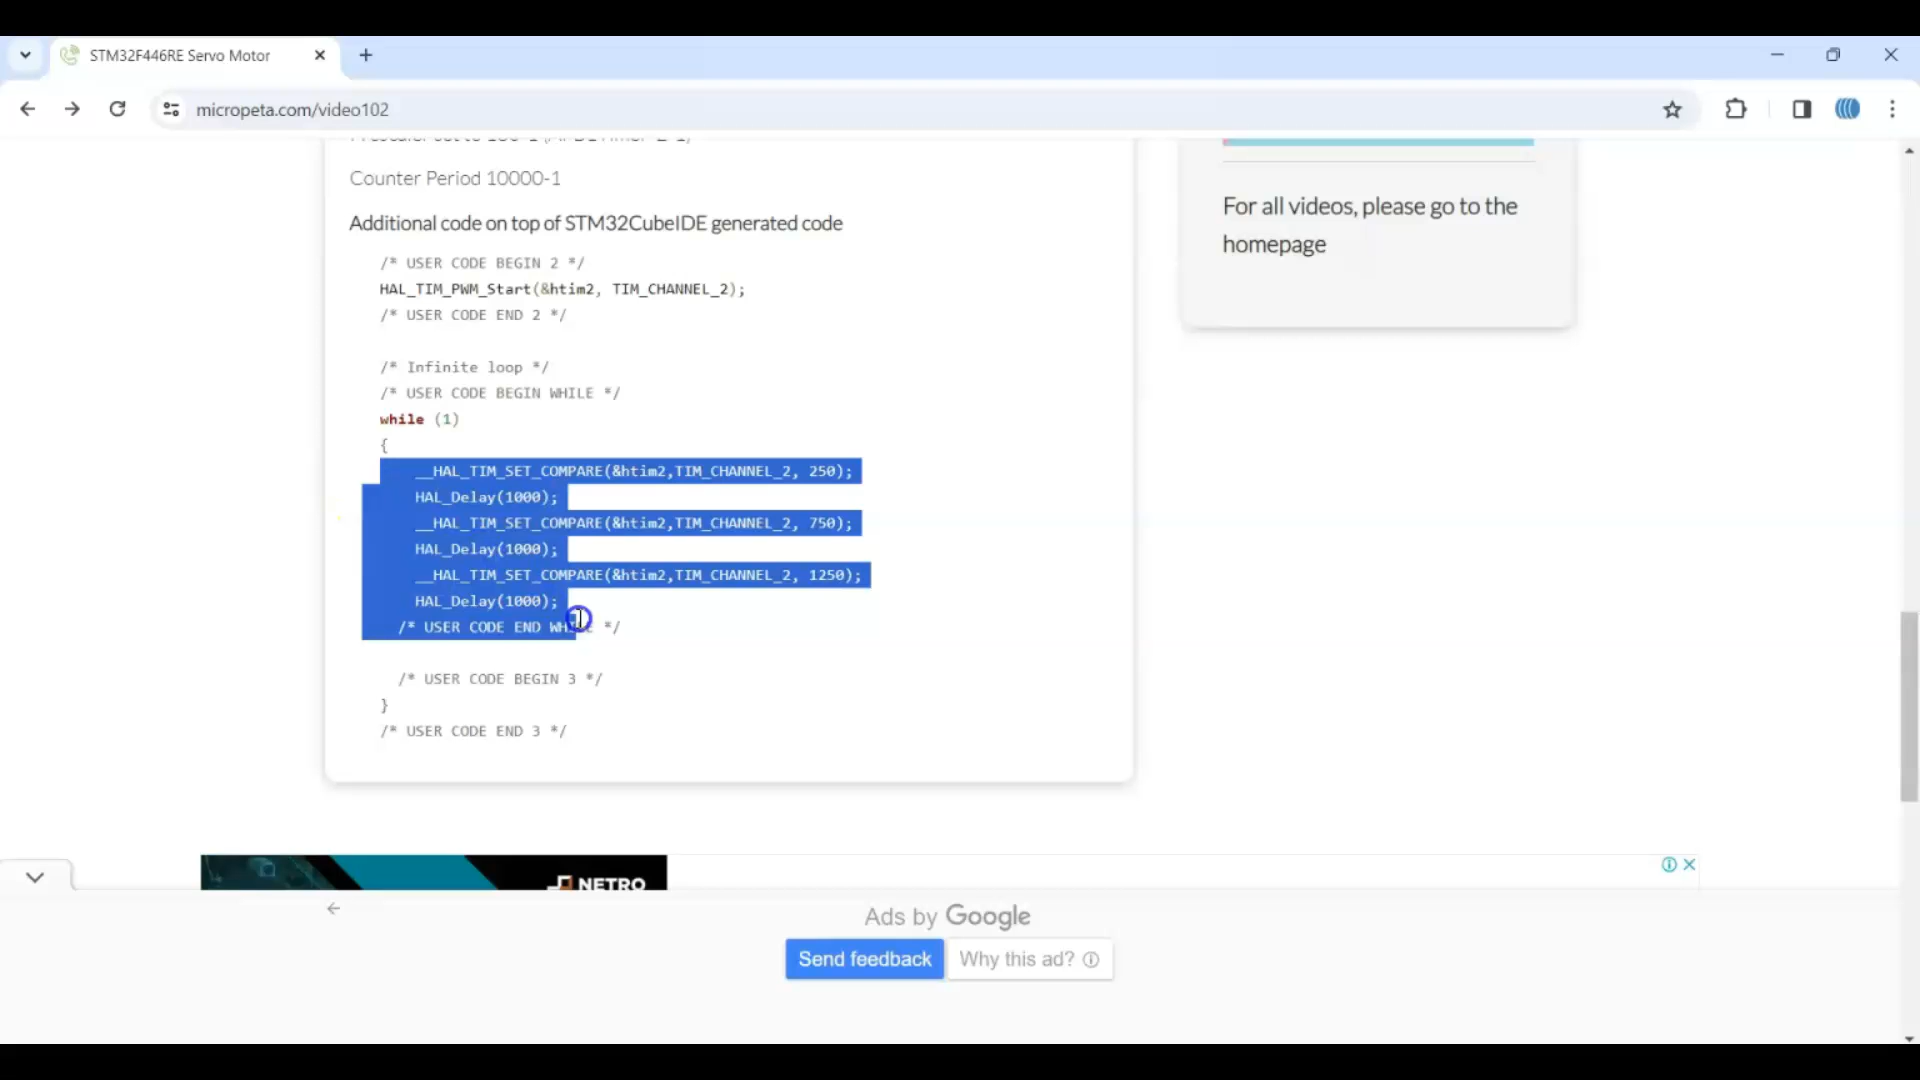 STM32F446RE Servo Motor
micropeta.com/video102
Counter Period 10000-1
Additional code on top of STM32CubeIDE generated code
/* USER CODE BEGIN 2 */
HAL_TIM_PWM_Start(&htim2, TIM_CHANNEL_2);
/* USER CODE END 2 */
/* Infinite loop */
/* USER CODE BEGIN WHILE */
while (1)
{
__HAL_TIM_SET_COMPARE(&htim2,TIM_CHANNEL_2, 250);
HAL_Delay(1000);
__HAL_TIM_SET_COMPARE(&htim2,TIM_CHANNEL_2, 750);
HAL_Delay(1000);
__HAL_TIM_SET_COMPARE(&htim2,TIM_CHANNEL_2, 1250);
HAL_Delay(1000);
/* USER CODE END WHILE */
/* USER CODE BEGIN 3 */
}
/* USER CODE END 3 */
For all videos, please go to the
homepage
NETRO
Ads by Google
Send feedback
Why this ad?